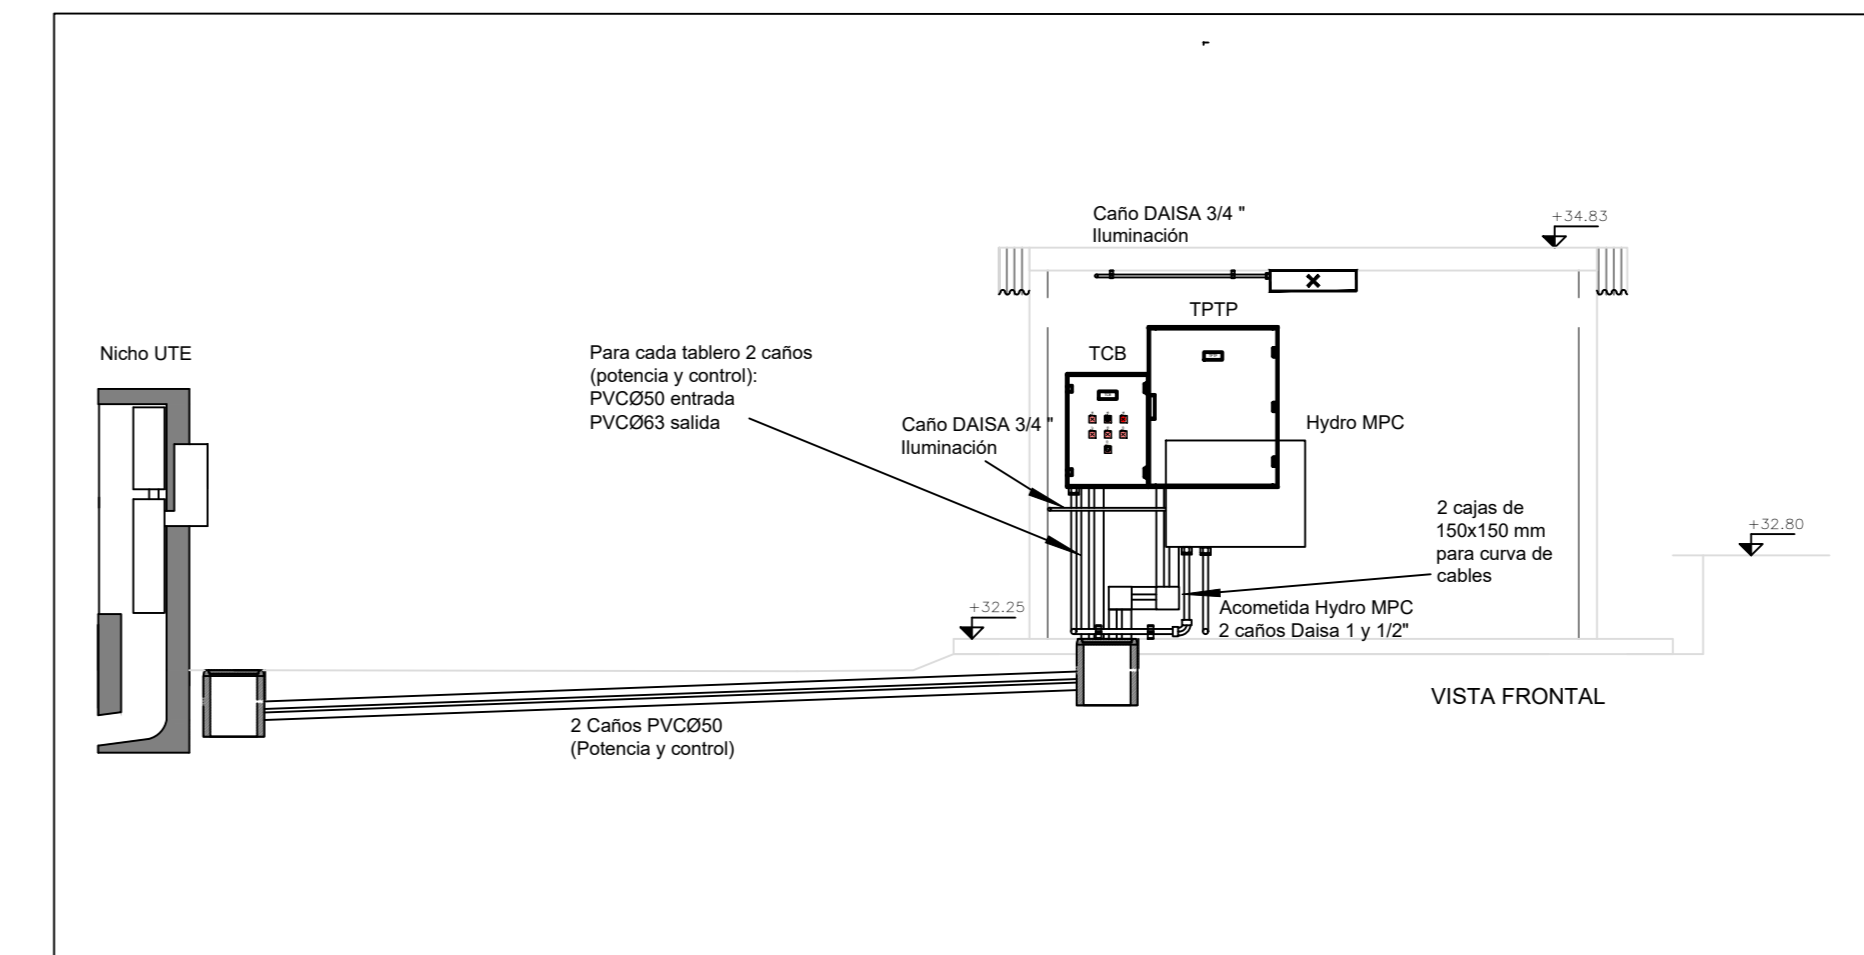 Caño DAISA 3/4 "
Iluminación
+34.83
TPTP
Nicho UTE
Para cada tablero 2 caños
(potencia y control):
PVCØ50 entrada
PVCØ63 salida
TCB
Caño DAISA 3/4 "
Iluminación
Hydro MPC
2 cajas de
150x150 mm
para curva de
cables
+32.80
+32.25
Acometida Hydro MPC
2 caños Daisa 1 y 1/2"
VISTA FRONTAL
2 Caños PVCØ50
(Potencia y control)